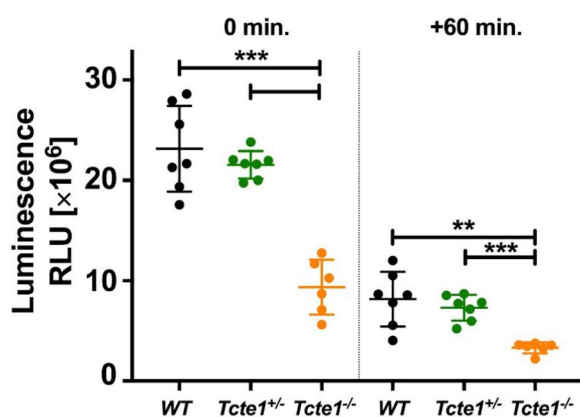 0 min.
+60 min.
***
**
***
Luminescence
RLU [×10⁶]
30
20
10
0
WT Tcte1+/- Tcte1-/- WT Tcte1+/- Tcte1-/-